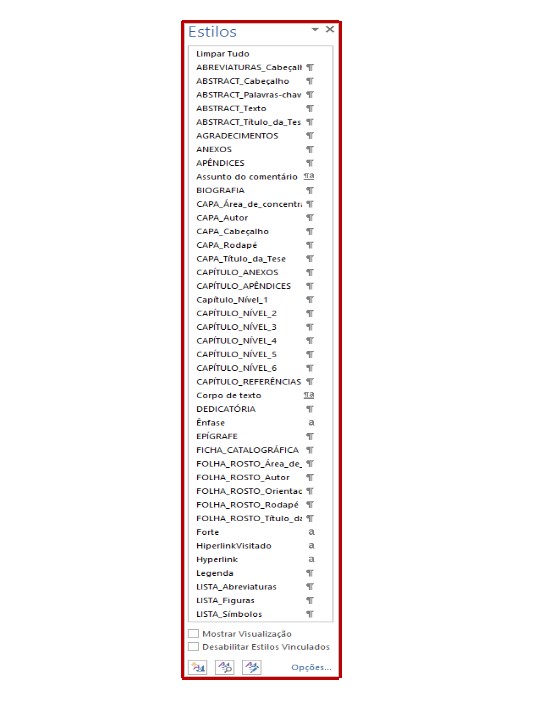 Estilos
Limpar Tudo
ABREVIATURAS_Cabeçalh ¶
ABSTRACT_Cabeçalho ¶
ABSTRACT_Palavras-chav ¶
ABSTRACT_Texto ¶
ABSTRACT_Título_da_Tes ¶
AGRADECIMENTOS ¶
ANEXOS ¶
APÊNDICES ¶
Assunto do comentário ¶a
BIOGRAFIA ¶
CAPA_Área_de_concentra ¶
CAPA_Autor ¶
CAPA_Cabeçalho ¶
CAPA_Rodapé ¶
CAPA_Título_da_Tese ¶
CAPÍTULO_ANEXOS ¶
CAPÍTULO_APÊNDICES ¶
Capítulo_Nível_1 ¶
CAPÍTULO_NÍVEL_2 ¶
CAPÍTULO_NÍVEL_3 ¶
CAPÍTULO_NÍVEL_4 ¶
CAPÍTULO_NÍVEL_5 ¶
CAPÍTULO_NÍVEL_6 ¶
CAPÍTULO_REFERÊNCIAS ¶
Corpo de texto ¶a
DEDICATÓRIA ¶
Ênfase a
EPÍGRAFE ¶
FICHA_CATALOGRÁFICA ¶
FOLHA_ROSTO_Área_de_ ¶
FOLHA_ROSTO_Autor ¶
FOLHA_ROSTO_Orientac ¶
FOLHA_ROSTO_Rodapé ¶
FOLHA_ROSTO_Título_da ¶
Forte a
HiperlinkVisitado a
Hyperlink a
Legenda ¶
LISTA_Abreviaturas ¶
LISTA_Figuras ¶
LISTA_Símbolos ¶
Mostrar Visualização
Desabilitar Estilos Vinculados
Opções...